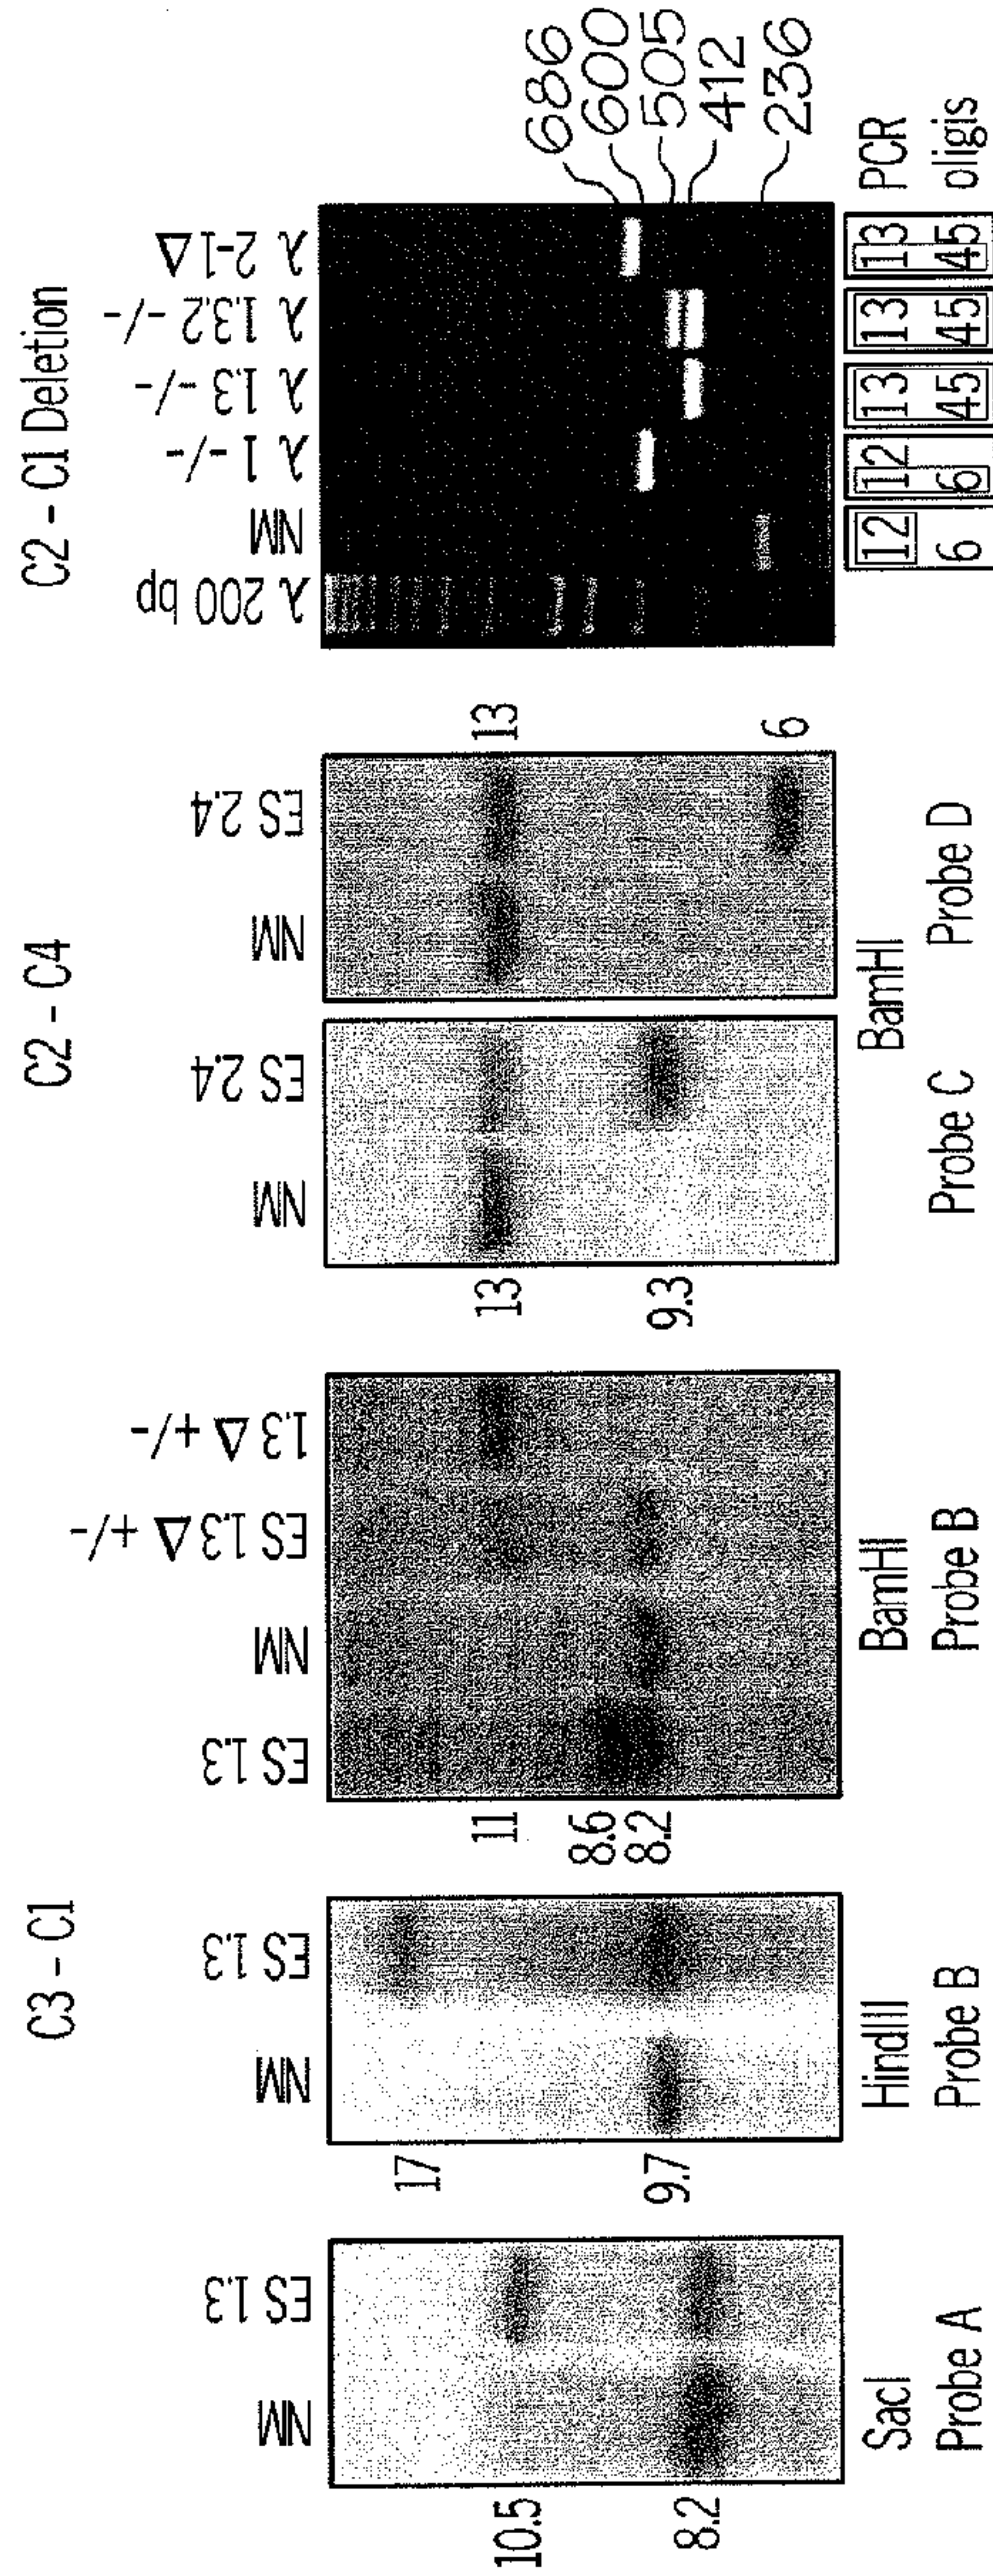 C3 - C1
C2 - C4
C2 - C1 Deletion
NM
ES 1.3
10.5
8.2
SacI
Probe A
NM
ES 1.3
17
9.7
HindIII
Probe B
ES 1.3
NM
ES 1.3 Δ +/-
1.3 Δ +/-
11
8.6
8.2
BamHI
Probe B
NM
ES 2.4
13
9.3
Probe C
NM
ES 2.4
13
6
Probe D
BamHI
λ 200 bp
NM
λ 1 -/-
λ 1.3 -/-
λ 1.3.2 -/-
λ 2-1Δ
686
600
505
412
236
12 12 13 13 13 PCR
6 6 45 45 45 oligis